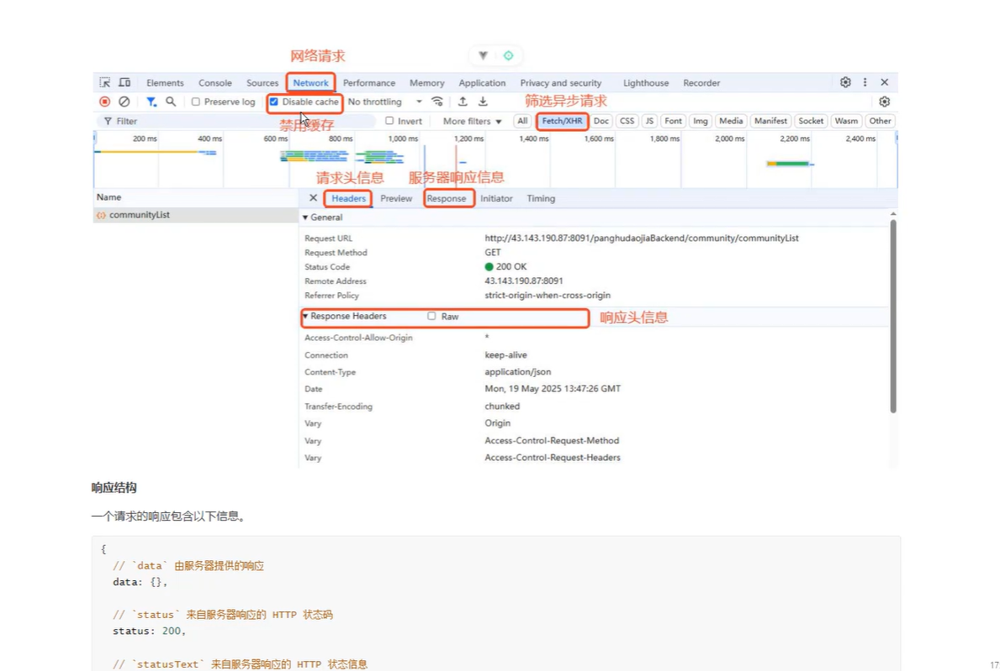 网络请求
Elements Console Sources Network Performance Memory Application Privacy and security Lighthouse Recorder
Preserve log Disable cache No throttling 筛选异步请求
禁用缓存
Filter Invert More filters All Fetch/XHR Doc CSS JS Font Img Media Manifest Socket Wasm Other
200 ms 400 ms 600 ms 800 ms 1,000 ms 1,200 ms 1,400 ms 1,600 ms 1,800 ms 2,000 ms 2,200 ms 2,400 ms
请求头信息 服务器响应信息
Name Headers Preview Response Initiator Timing
communityList General
Request URL http://43.143.190.87:8091/panghudaojiaBackend/community/communityList
Request Method GET
Status Code 200 OK
Remote Address 43.143.190.87:8091
Referrer Policy strict-origin-when-cross-origin
Response Headers Raw 响应头信息
Access-Control-Allow-Origin *
Connection keep-alive
Content-Type application/json
Date Mon, 19 May 2025 13:47:26 GMT
Transfer-Encoding chunked
Vary Origin
Vary Access-Control-Request-Method
Vary Access-Control-Request-Headers
响应结构
一个请求的响应包含以下信息。
{
// `data` 由服务器提供的响应
data: {},
// `status` 来自服务器响应的 HTTP 状态码
status: 200,
// `statusText` 来自服务器响应的 HTTP 状态信息